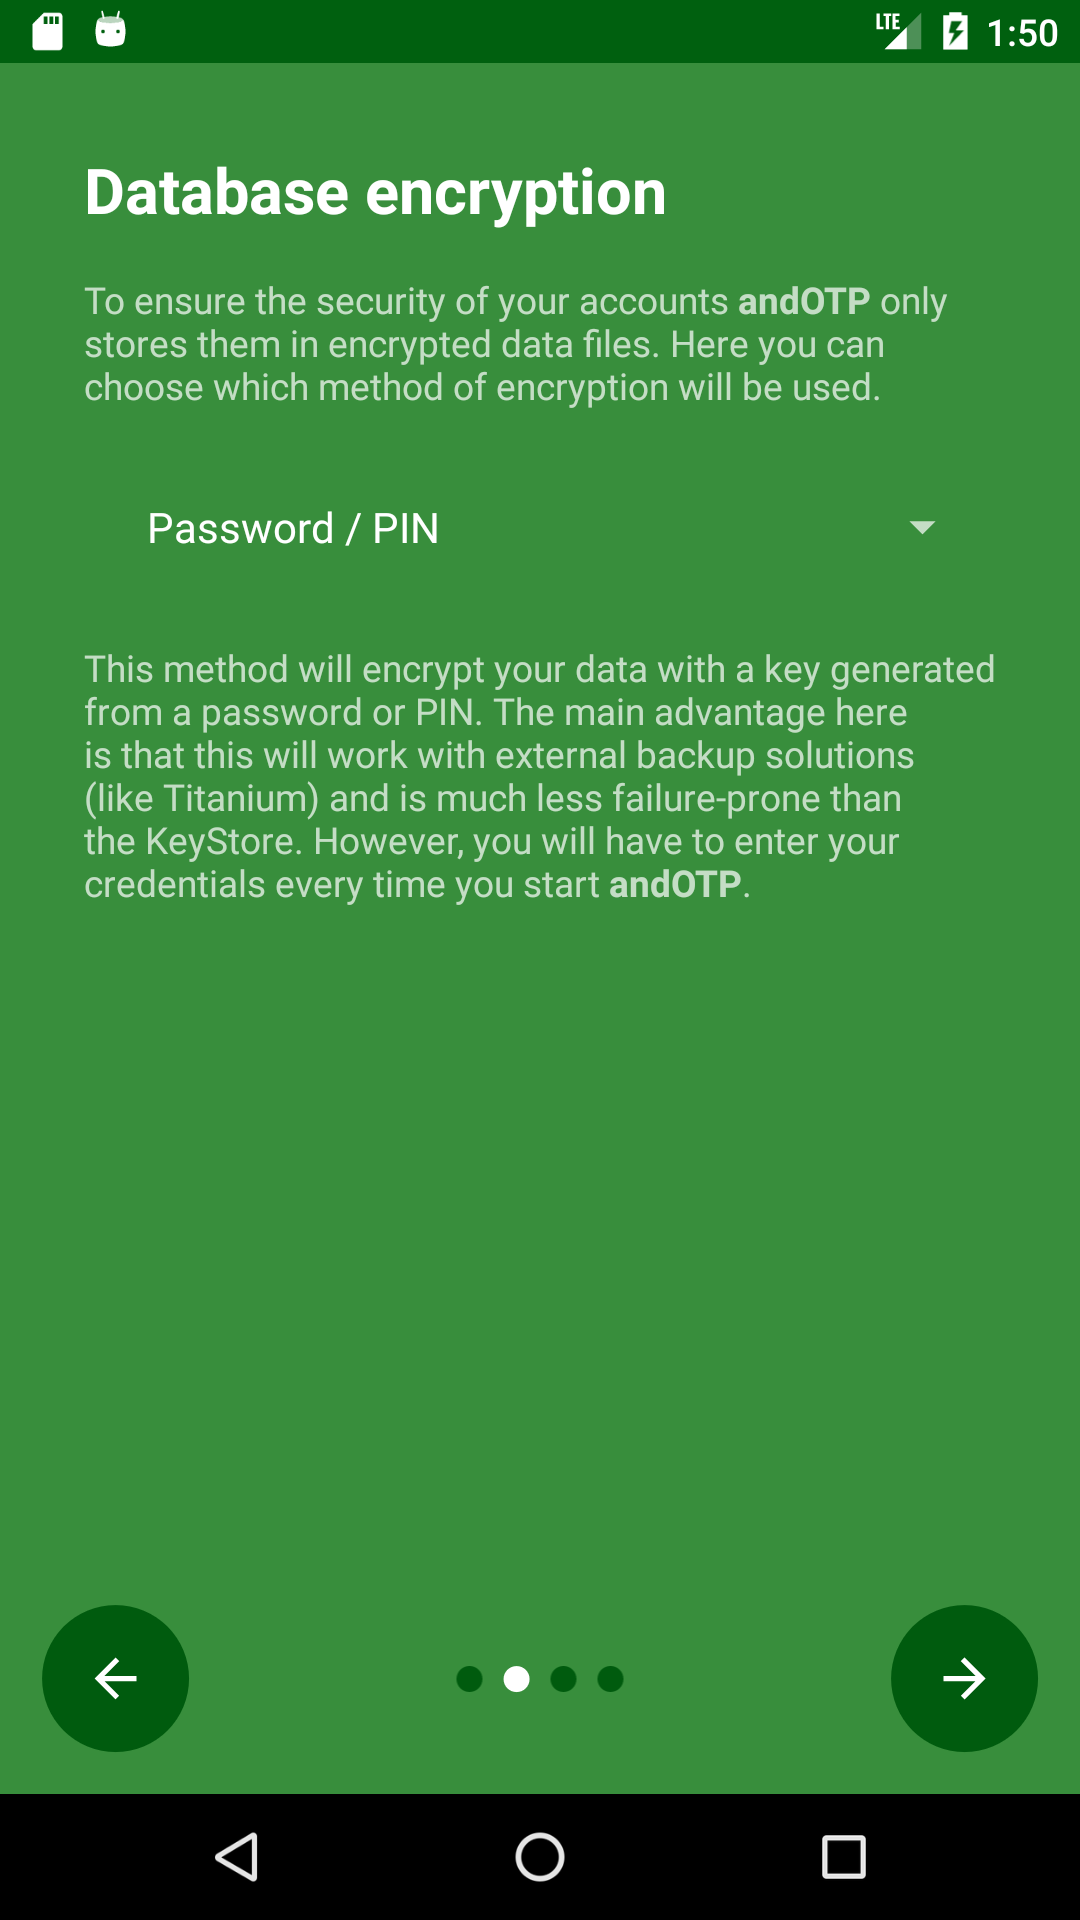 LTE 1:50
Database encryption
To ensure the security of your accounts andOTP only
stores them in encrypted data files. Here you can
choose which method of encryption will be used.
Password / PIN
This method will encrypt your data with a key generated
from a password or PIN. The main advantage here
is that this will work with external backup solutions
(like Titanium) and is much less failure-prone than
the KeyStore. However, you will have to enter your
credentials every time you start andOTP.